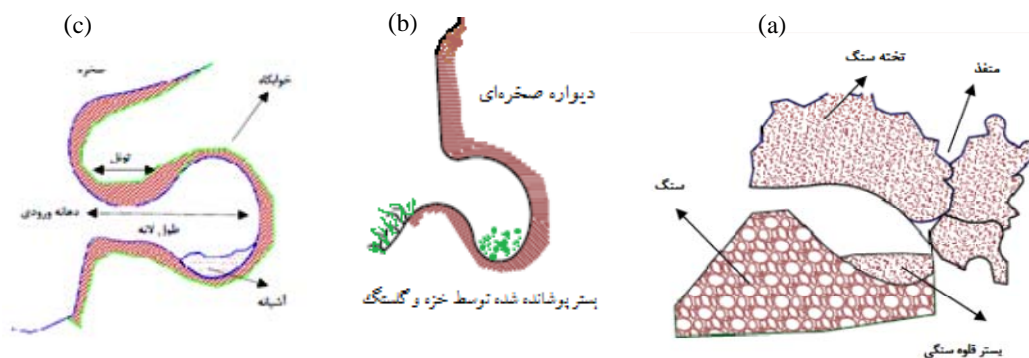 (c)
(b)
(a)
صخره
خوابگاه
تونل
دهانه ورودی
طول لانه
آشیانه
دیواره صخره‌ای
بستر پوشانده شده توسط خزه و گلسنگ
تخته سنگ
منفذ
سنگ
بستر قلوه سنگی